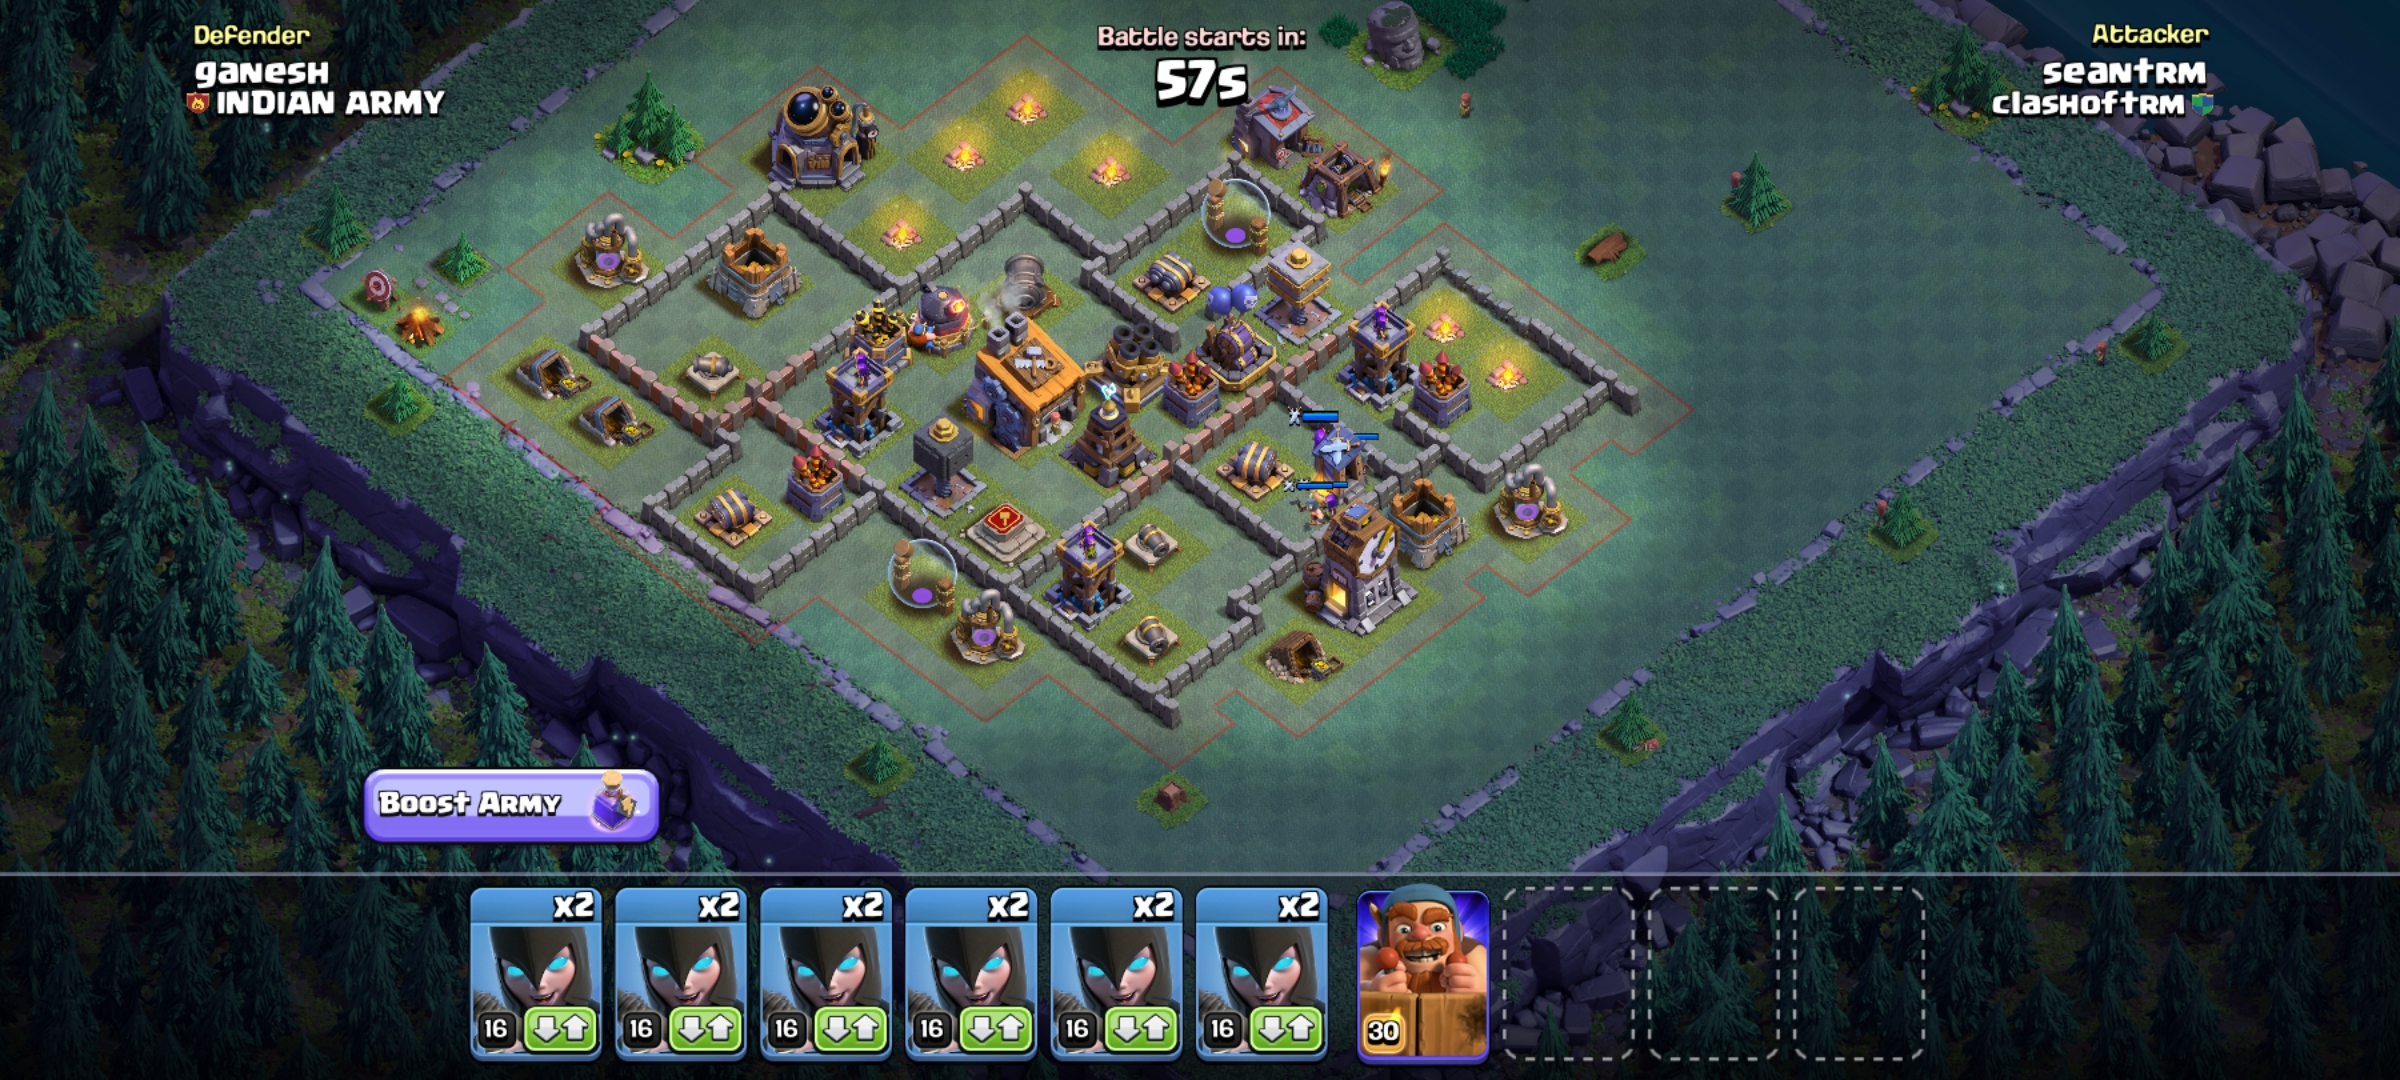 Defender
ganesh
INDIAN ARMY
Battle starts in:
57s
Attacker
seantRM
clashoftRM
Boost Army
x2
x2
x2
x2
x2
x2
16
16
16
16
16
16
30